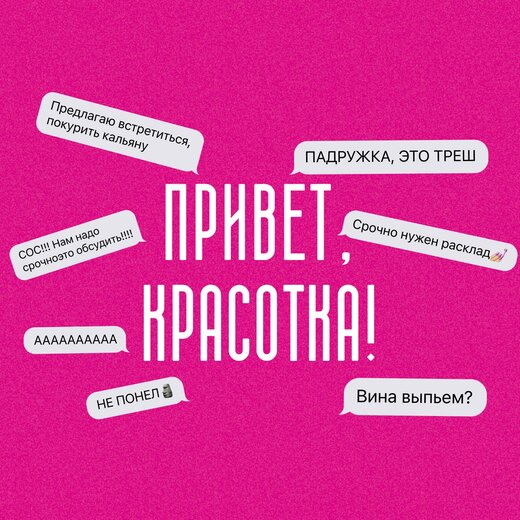 Предлагаю встретиться,
покурить кальяну
ПАДРУЖКА, ЭТО ТРЕШ
ПРИВЕТ,
КРАСОТКА!
СОС!!! Нам надо
срочноэто обсудить!!!!
Срочно нужен расклад💅
АААААААААА
НЕ ПОНЕЛ🗿
Вина выпьем?